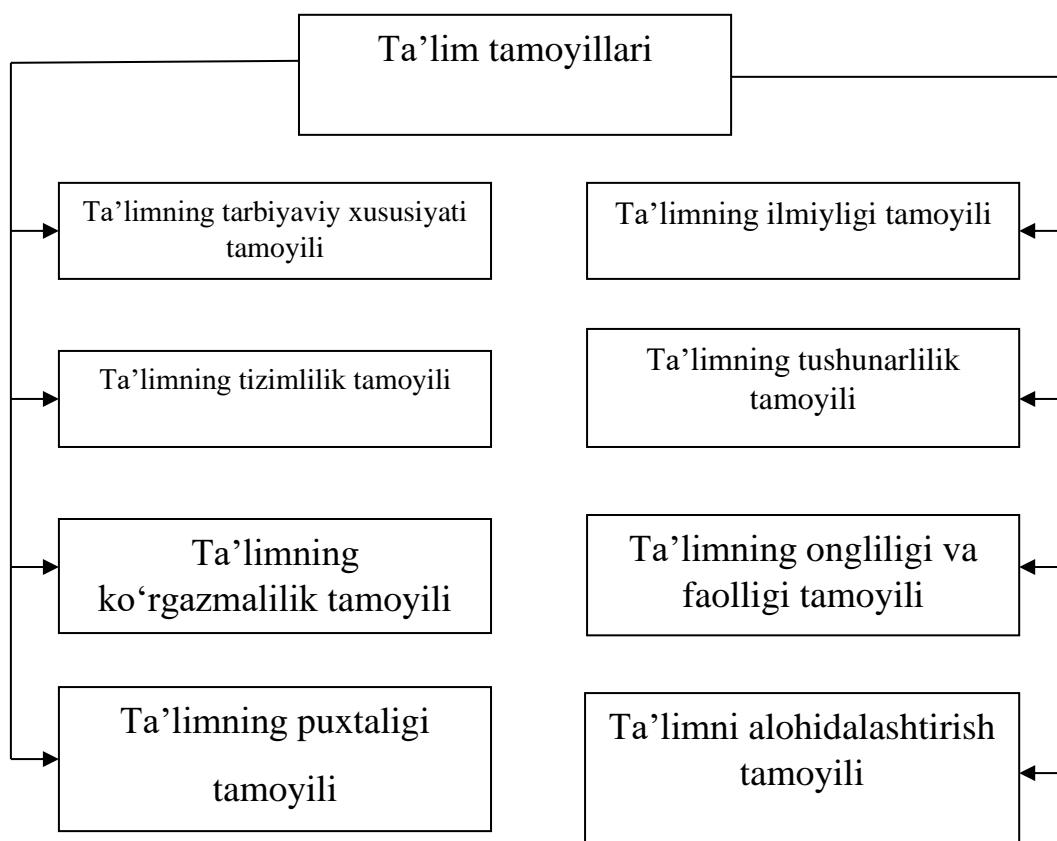 Ta’lim tamoyillari
Ta’limning tarbiyaviy xususiyati
tamoyili
Ta’limning ilmiyligi tamoyili
Ta’limning tizimlilik tamoyili
Ta’limning tushunarlilik
tamoyili
Ta’limning
ko‘rgazmalilik tamoyili
Ta’limning ongliligi va
faolligi tamoyili
Ta’limning puxtaligi
tamoyili
Ta’limni alohidalashtirish
tamoyili